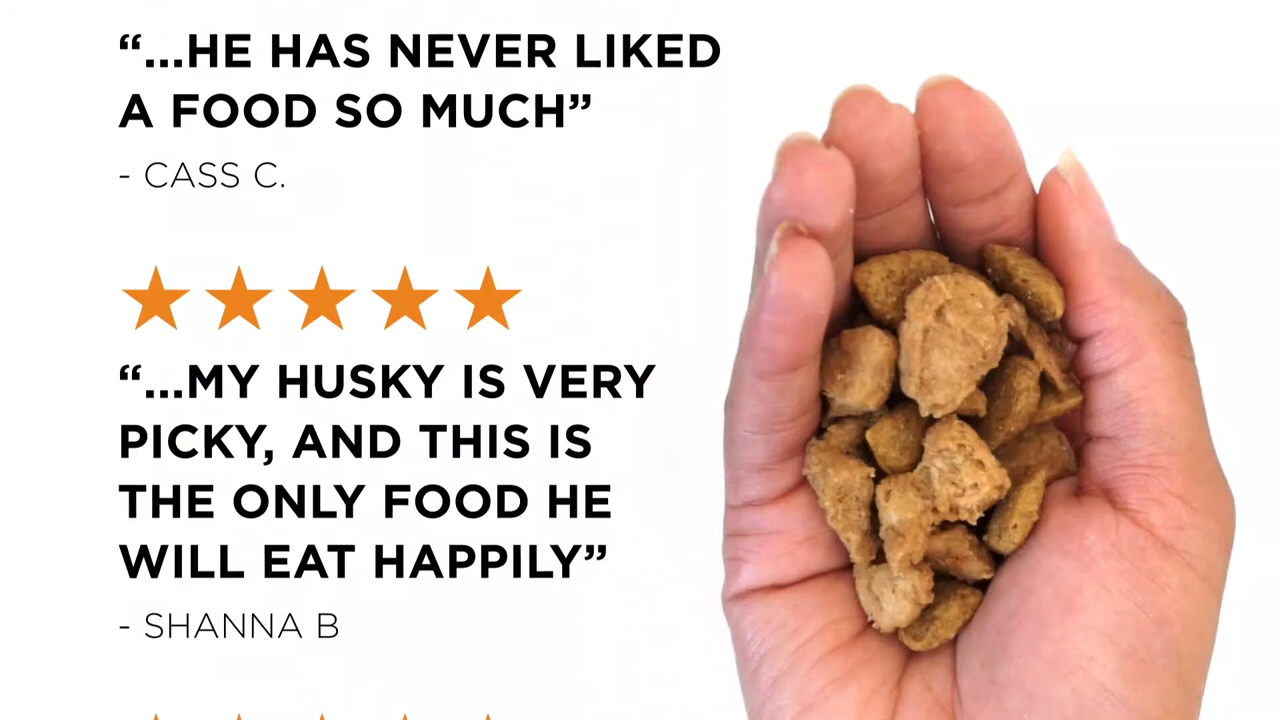 “...HE HAS NEVER LIKED
A FOOD SO MUCH”
- CASS C.
“...MY HUSKY IS VERY
PICKY, AND THIS IS
THE ONLY FOOD HE
WILL EAT HAPPILY”
- SHANNA B